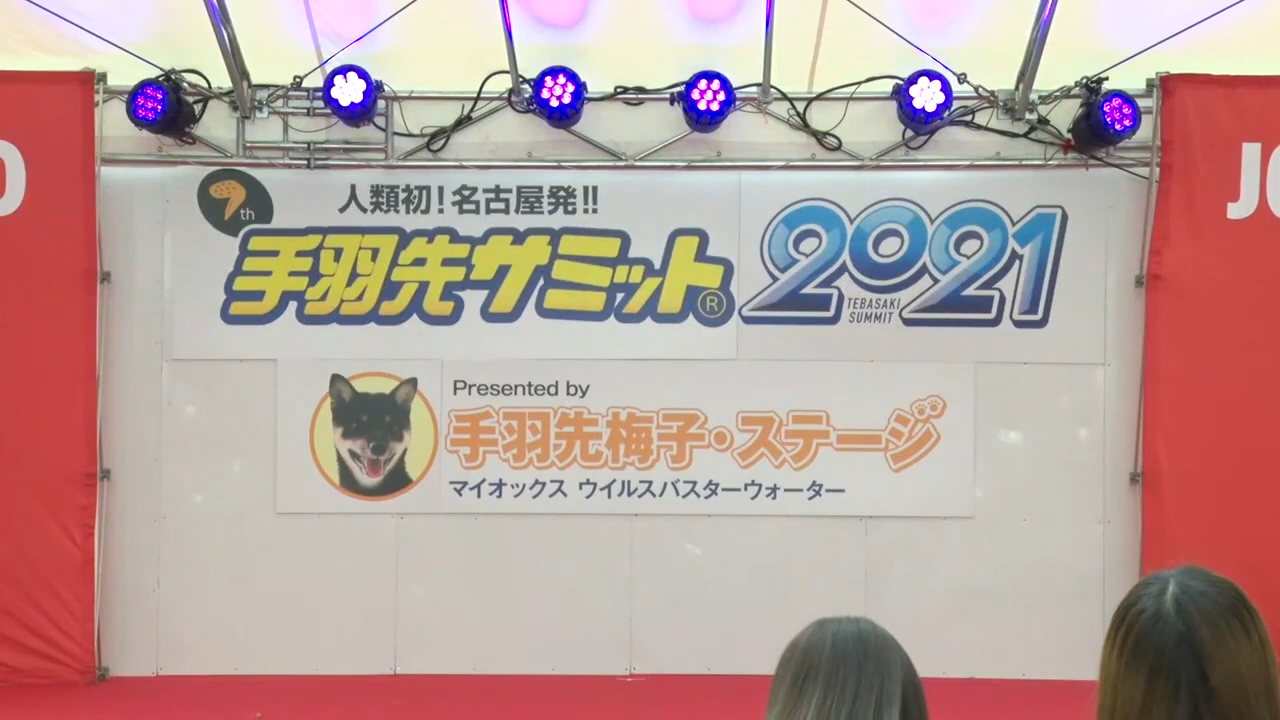 th
人類初!名古屋発!!
手羽先サミット®
2021
TEBASAKI
SUMMIT
Presented by
手羽先梅子・ステージ
マイオックス ウイルスバスターウォーター